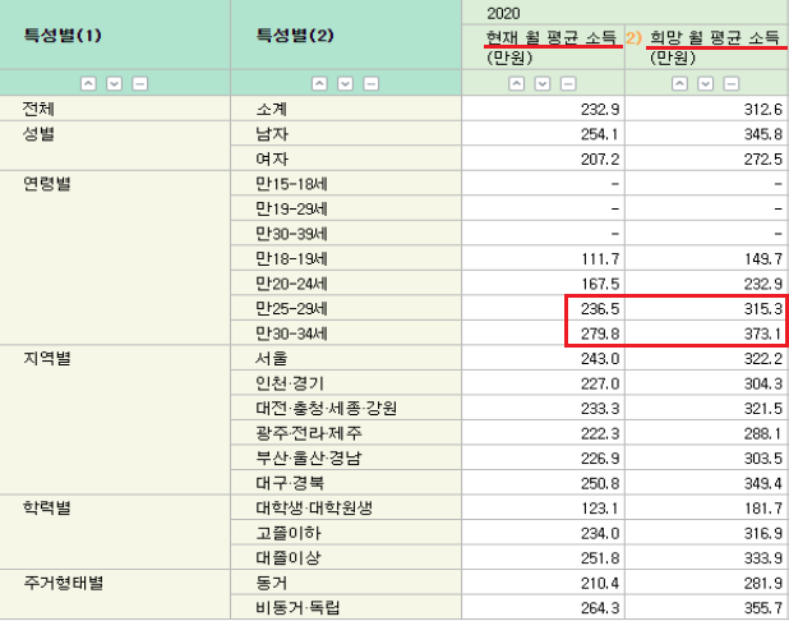 특성별(1) 특성별(2) 2020
현재 월 평균 소득 (만원) 2) 희망 월 평균 소득 (만원)
전체 소계 232.9 312.6
성별 남자 254.1 345.8
여자 207.2 272.5
연령별 만15-18세 - -
만19-29세 - -
만30-39세 - -
만18-19세 111.7 149.7
만20-24세 167.5 232.9
만25-29세 236.5 315.3
만30-34세 279.8 373.1
지역별 서울 243.0 322.2
인천·경기 227.0 304.3
대전·충청·세종·강원 233.3 321.5
광주·전라·제주 222.3 288.1
부산·울산·경남 226.9 303.5
대구·경북 250.8 349.4
학력별 대학생·대학원생 123.1 181.7
고졸이하 234.0 316.9
대졸이상 251.8 333.9
주거형태별 동거 210.4 281.9
비동거·독립 264.3 355.7